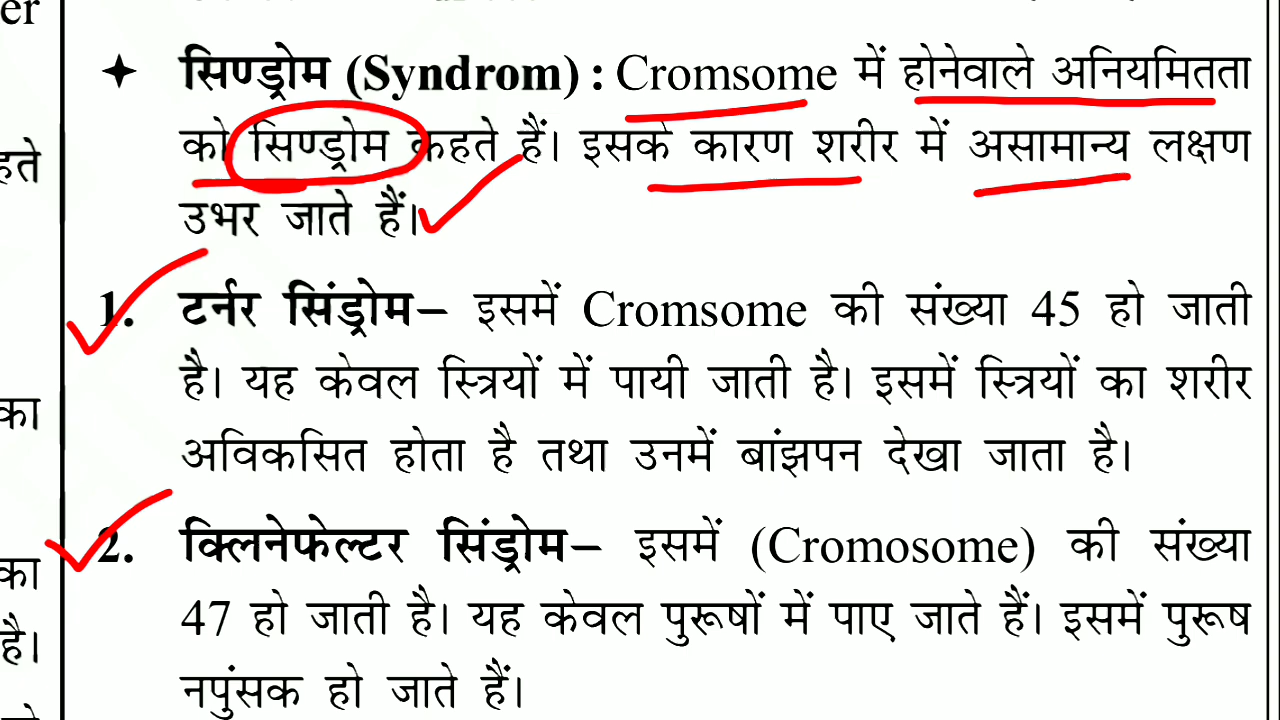 er
✦ सिण्ड्रोम (Syndrom) : Cromsome में होनेवाले अनियमितता
को सिण्ड्रोम कहते हैं। इसके कारण शरीर में असामान्य लक्षण
हते
उभर जाते हैं।
1. टर्नर सिंड्रोम– इसमें Cromsome की संख्या 45 हो जाती
है। यह केवल स्त्रियों में पायी जाती है। इसमें स्त्रियों का शरीर
का
अविकसित होता है तथा उनमें बांझपन देखा जाता है।
2. क्लिनेफेल्टर सिंड्रोम– इसमें (Cromosome) की संख्या
का
47 हो जाती है। यह केवल पुरूषों में पाए जाते हैं। इसमें पुरूष
है।
नपुंसक हो जाते हैं।